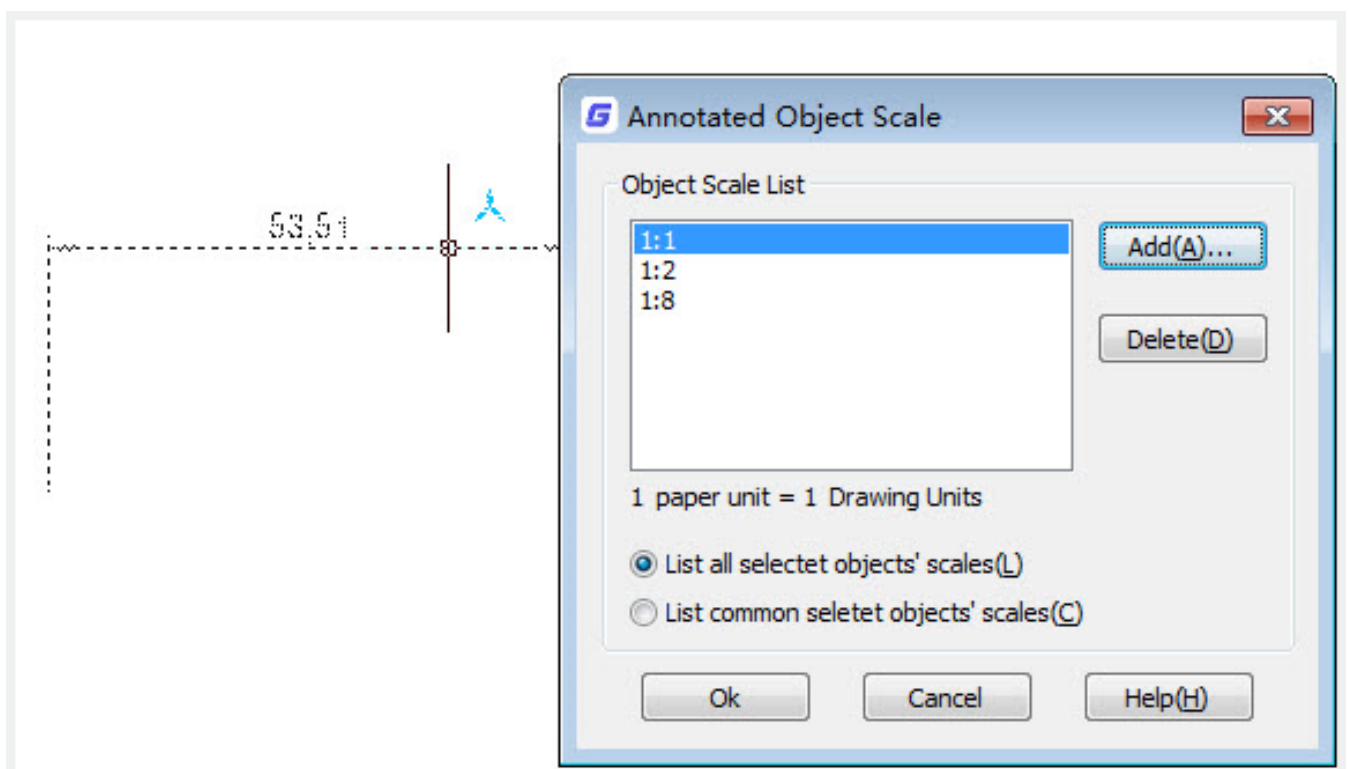 Annotated Object Scale
53,51
Object Scale List
1:1
Add(A)...
1:2
1:8
Delete(D)
1 paper unit = 1 Drawing Units
List all selectet objects' scales(L)
List common seletet objects' scales(C)
Ok
Cancel
Help(H)